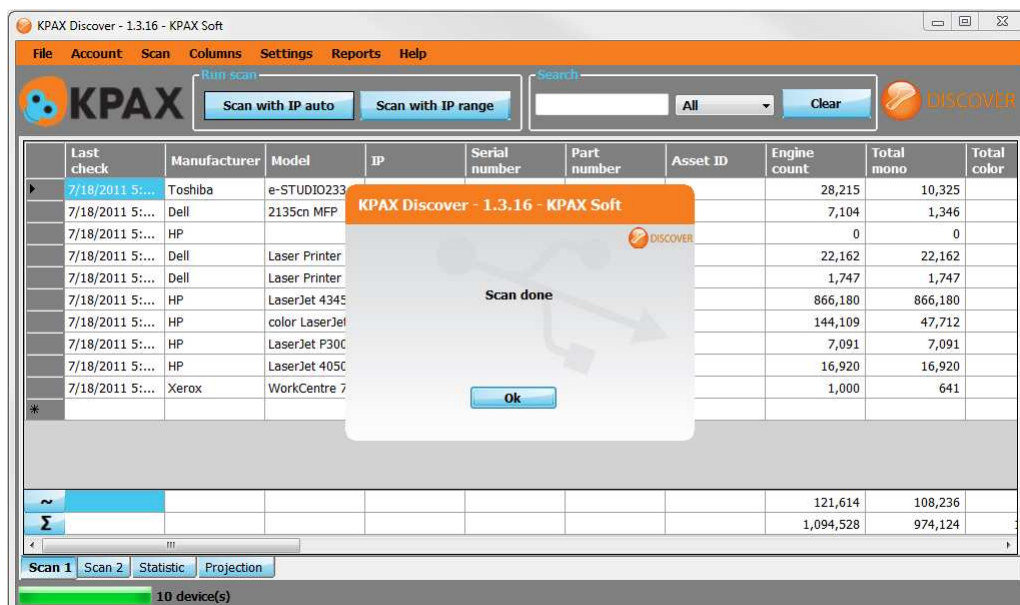 KPAX Discover - 1.3.16 - KPAX Soft
File Account Scan Columns Settings Reports Help
Run scan
Search
KPAX
Scan with IP auto
Scan with IP range
All
Clear
DISCOVER
Last check Manufacturer Model IP Serial number Part number Asset ID Engine count Total mono Total color
7/18/2011 5:... Toshiba e-STUDIO233 28,215 10,325
7/18/2011 5:... Dell 2135cn MFP 7,104 1,346
7/18/2011 5:... HP 0 0
7/18/2011 5:... Dell Laser Printer 22,162 22,162
7/18/2011 5:... Dell Laser Printer 1,747 1,747
7/18/2011 5:... HP LaserJet 4345 866,180 866,180
7/18/2011 5:... HP color LaserJet 144,109 47,712
7/18/2011 5:... HP LaserJet P300 7,091 7,091
7/18/2011 5:... HP LaserJet 4050 16,920 16,920
7/18/2011 5:... Xerox WorkCentre 7 1,000 641
*
KPAX Discover - 1.3.16 - KPAX Soft
DISCOVER
Scan done
Ok
~ 121,614 108,236
Σ 1,094,528 974,124
Scan 1 Scan 2 Statistic Projection
10 device(s)